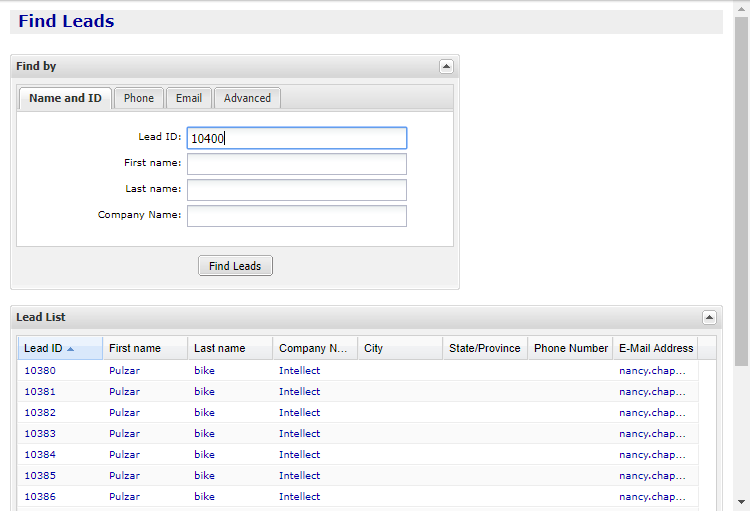 Find Leads
Find by
Name and ID Phone Email Advanced
Lead ID: 10400
First name:
Last name:
Company Name:
Find Leads
Lead List
Lead ID First name Last name Company N... City State/Province Phone Number E-Mail Address
10380 Pulzar bike Intellect nancy.chap...
10381 Pulzar bike Intellect nancy.chap...
10382 Pulzar bike Intellect nancy.chap...
10383 Pulzar bike Intellect nancy.chap...
10384 Pulzar bike Intellect nancy.chap...
10385 Pulzar bike Intellect nancy.chap...
10386 Pulzar bike Intellect nancy.chap...